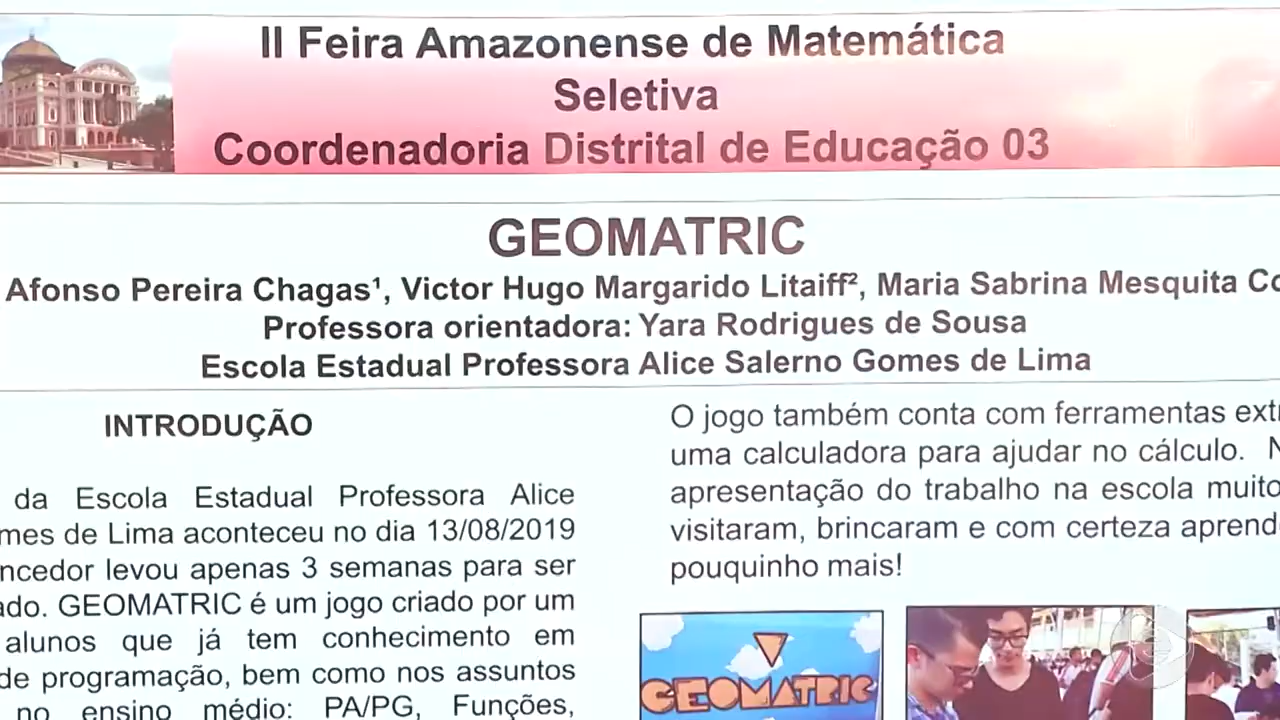 II Feira Amazonense de Matemática
Seletiva
Coordenadoria Distrital de Educação 03
GEOMATRIC
Afonso Pereira Chagas¹, Victor Hugo Margarido Litaiff², Maria Sabrina Mesquita
Professora orientadora: Yara Rodrigues de Sousa
Escola Estadual Professora Alice Salerno Gomes de Lima
INTRODUÇÃO
da Escola Estadual Professora Alice
mes de Lima aconteceu no dia 13/08/2019
ncedor levou apenas 3 semanas para ser
ado. GEOMATRIC é um jogo criado por um
alunos que já tem conhecimento em
de programação, bem como nos assuntos
no ensino médio: PA/PG, Funções,
O jogo também conta com ferramentas ext
uma calculadora para ajudar no cálculo. N
apresentação do trabalho na escola muito
visitaram, brincaram e com certeza aprend
pouquinho mais!
GEOMATRIC